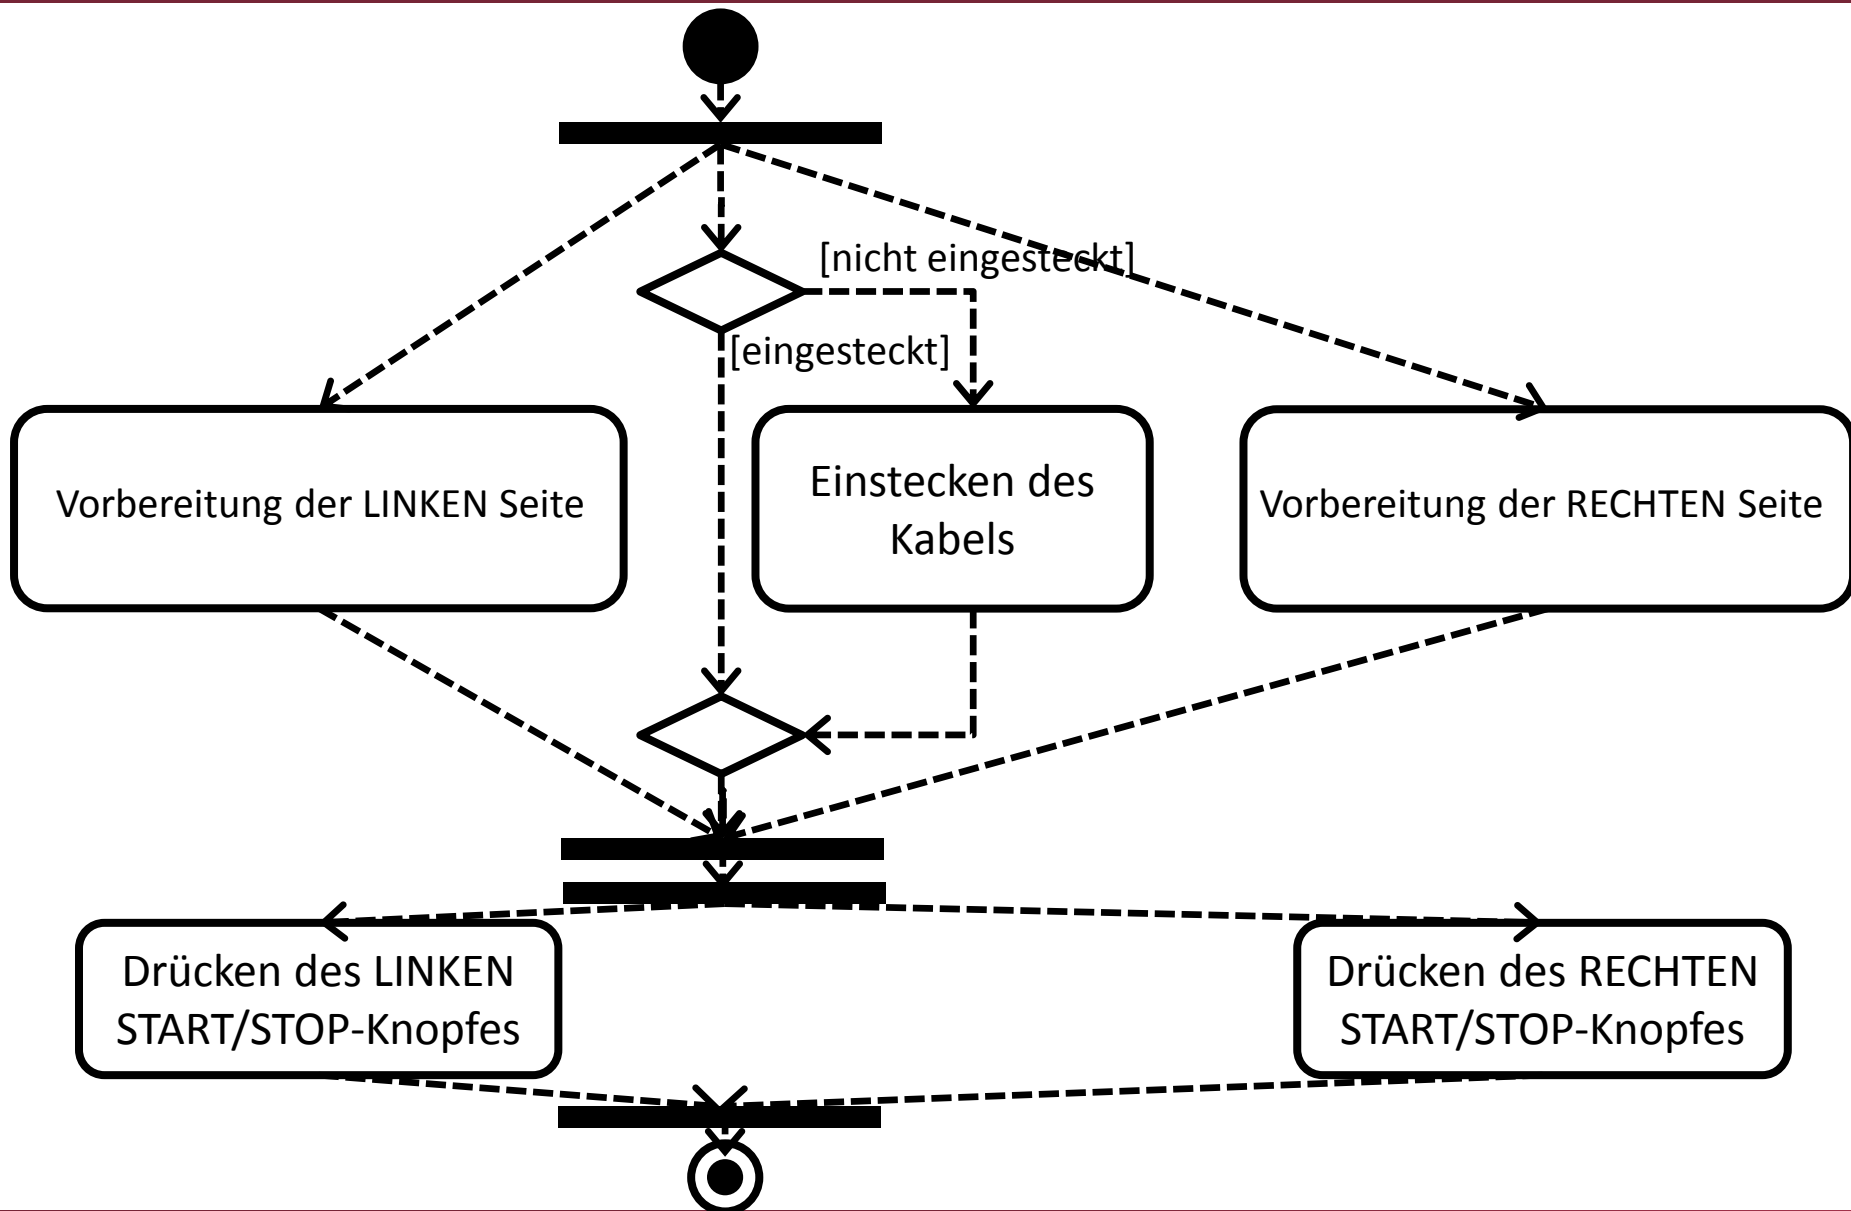 [nicht eingesteckt]
[eingesteckt]
Vorbereitung der LINKEN Seite
Einstecken des
Kabels
Vorbereitung der RECHTEN Seite
Drücken des LINKEN
START/STOP-Knopfes
Drücken des RECHTEN
START/STOP-Knopfes